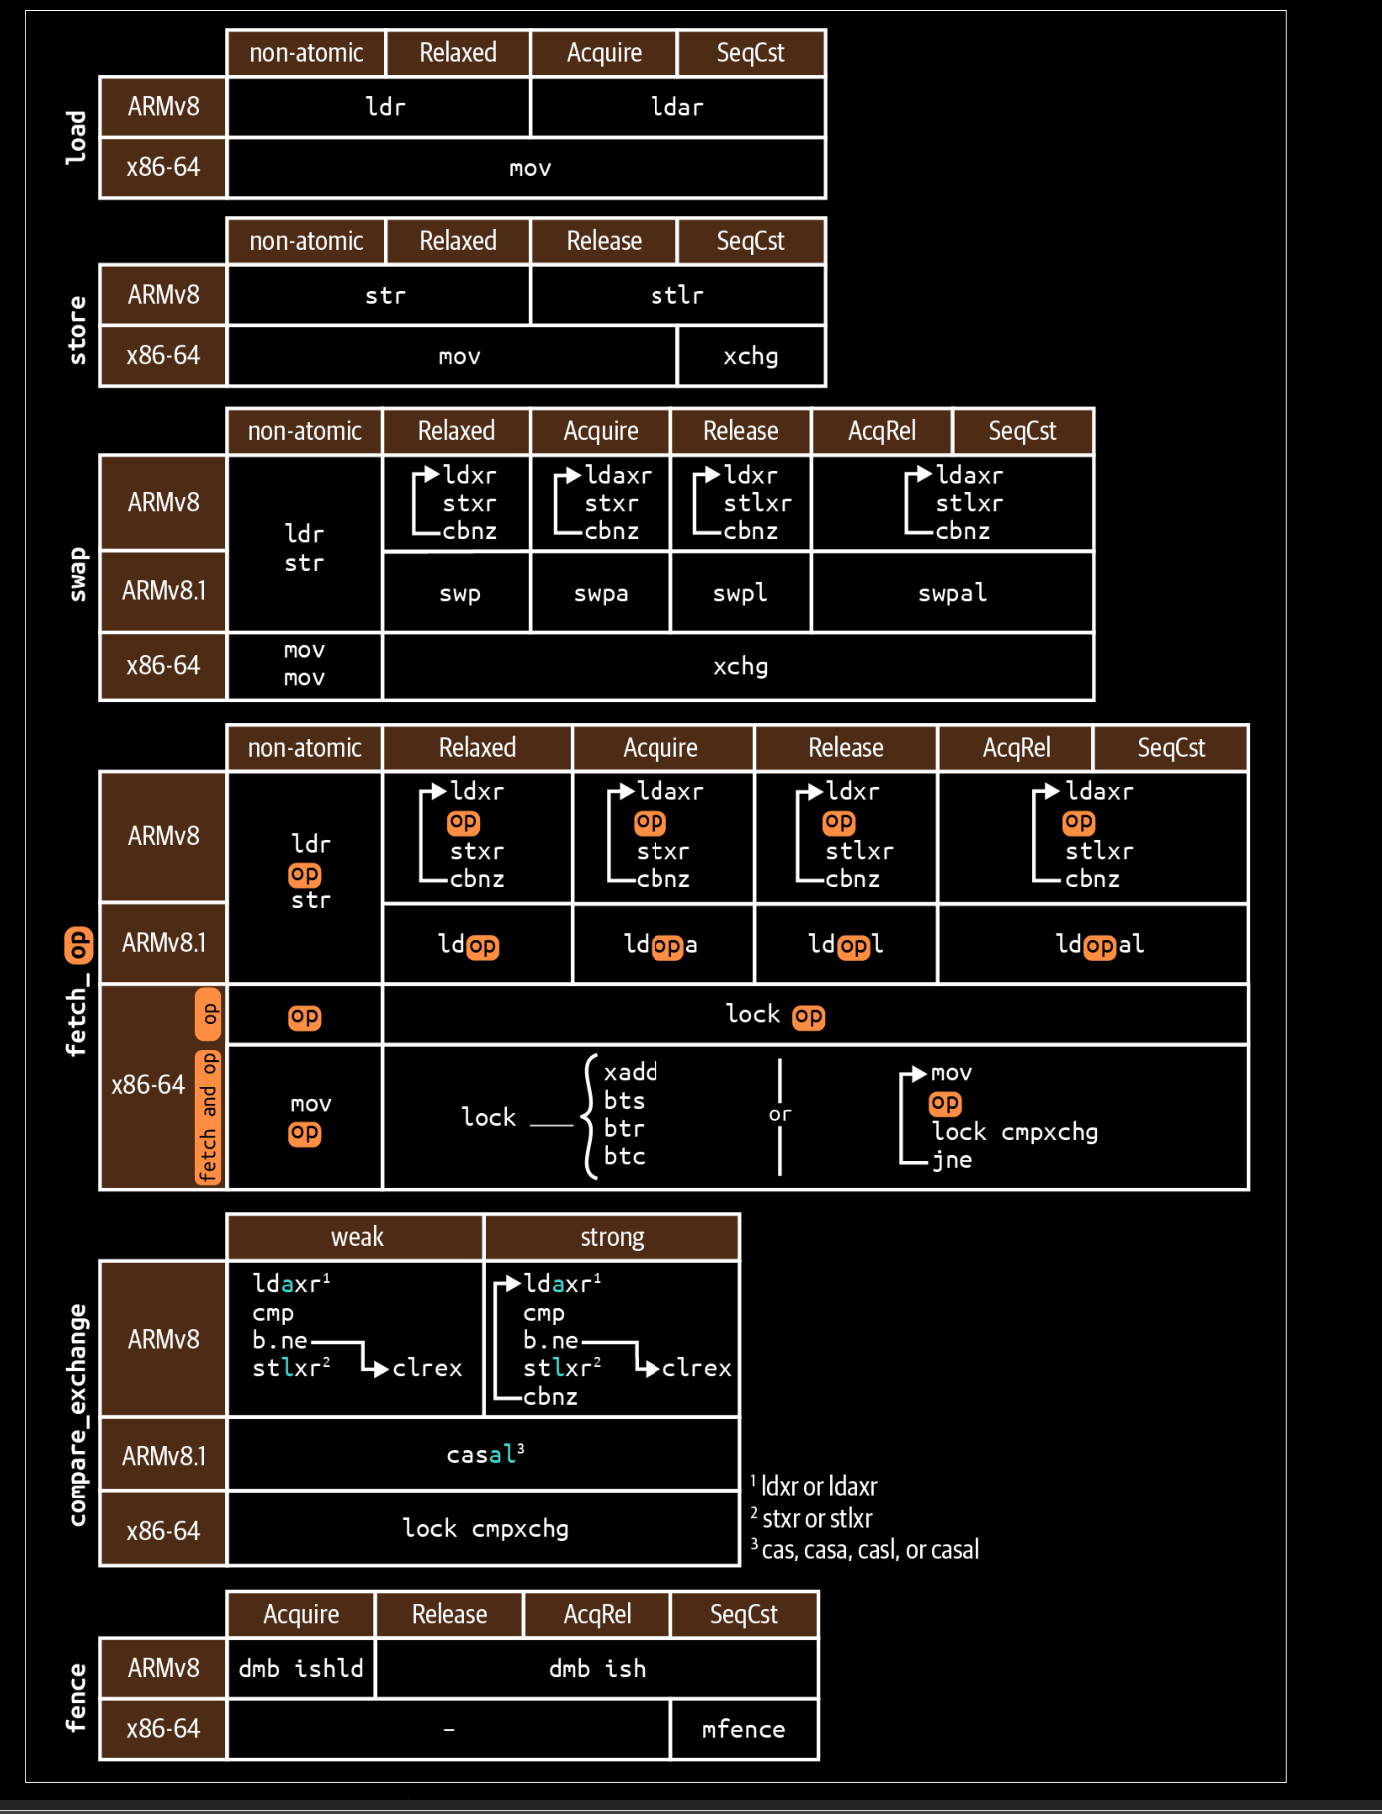 load
non-atomic Relaxed Acquire SeqCst
ARMv8 ldr ldar
x86-64 mov
store
non-atomic Relaxed Release SeqCst
ARMv8 str stlr
x86-64 mov xchg
swap
non-atomic Relaxed Acquire Release AcqRel SeqCst
ARMv8
ldr
str
ldxr
stxr
cbnz
ldaxr
stxr
cbnz
ldxr
stlxr
cbnz
ldaxr
stlxr
cbnz
ARMv8.1 swp swpa swpl swpal
x86-64
mov
mov
xchg
fetch_op
non-atomic Relaxed Acquire Release AcqRel SeqCst
ARMv8
ldr
op
str
ldxr
op
stxr
cbnz
ldaxr
op
stxr
cbnz
ldxr
op
stlxr
cbnz
ldaxr
op
stlxr
cbnz
ARMv8.1 ldop ldopa ldopl ldopal
x86-64
op
op lock op
fetch and op
mov
op
lock ____
xadd
bts
btr
btc
or
mov
op
lock cmpxchg
jne
compare_exchange
weak strong
ARMv8
ldaxr¹
cmp
b.ne
stlxr² clrex
ldaxr¹
cmp
b.ne
stlxr² clrex
cbnz
ARMv8.1 casal³
x86-64 lock cmpxchg
¹ ldxr or ldaxr
² stxr or stlxr
³ cas, casa, casl, or casal
fence
Acquire Release AcqRel SeqCst
ARMv8 dmb ishld dmb ish
x86-64 – mfence